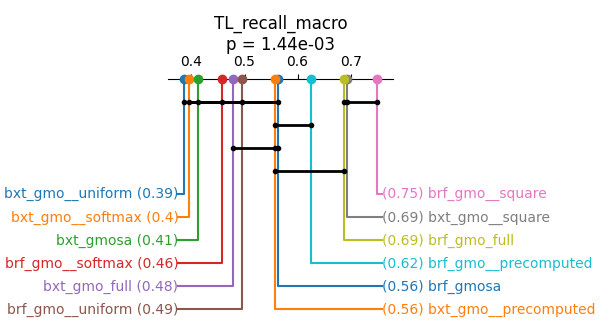 TL_recall_macro
p = 1.44e-03
0.4 0.5 0.6 0.7
bxt_gmo__uniform (0.39)
(0.75) brf_gmo__square
bxt_gmo__softmax (0.4)
(0.69) bxt_gmo__square
bxt_gmosa (0.41)
(0.69) brf_gmo_full
brf_gmo__softmax (0.46)
(0.62) brf_gmo__precomputed
bxt_gmo_full (0.48)
(0.56) brf_gmosa
brf_gmo__uniform (0.49)
(0.56) bxt_gmo__precomputed